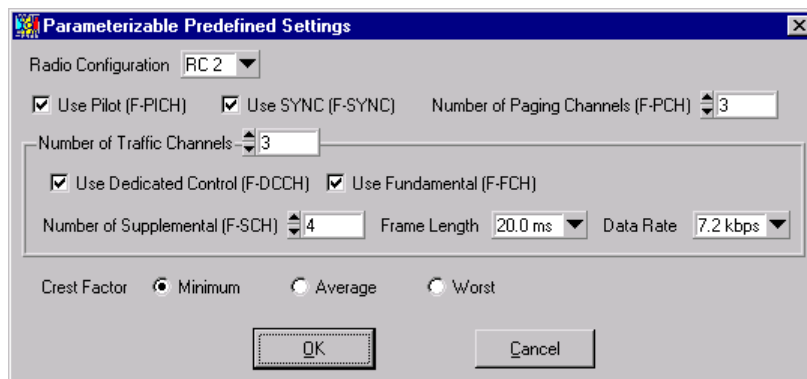 Parameterizable Predefined Settings
Radio Configuration RC 2
Use Pilot (F-PICH) Use SYNC (F-SYNC) Number of Paging Channels (F-PCH) 3
Number of Traffic Channels 3
Use Dedicated Control (F-DCCH) Use Fundamental (F-FCH)
Number of Supplemental (F-SCH) 4 Frame Length 20.0 ms Data Rate 7.2 kbps
Crest Factor Minimum Average Worst
OK Cancel